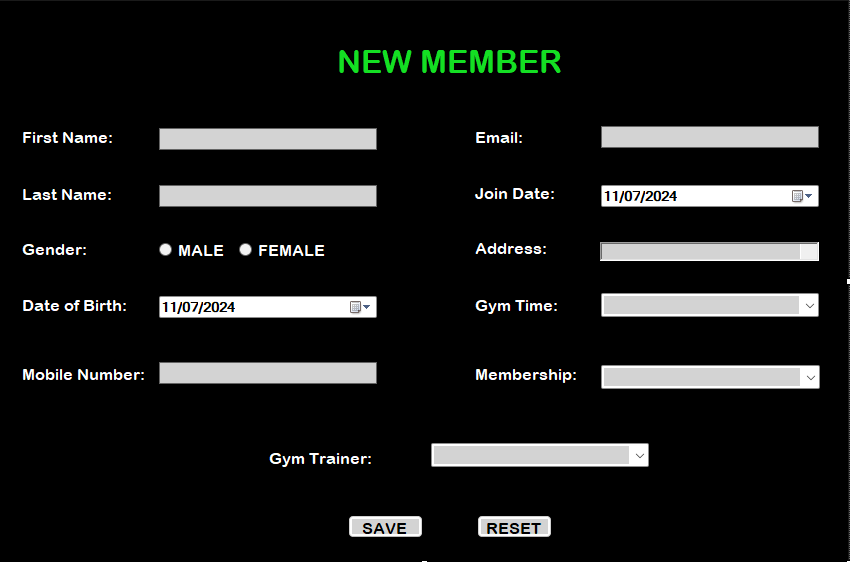 NEW MEMBER
First Name:
Email:
Last Name:
Join Date: 11/07/2024
Gender: MALE FEMALE
Address:
Date of Birth: 11/07/2024
Gym Time:
Mobile Number:
Membership:
Gym Trainer:
SAVE RESET